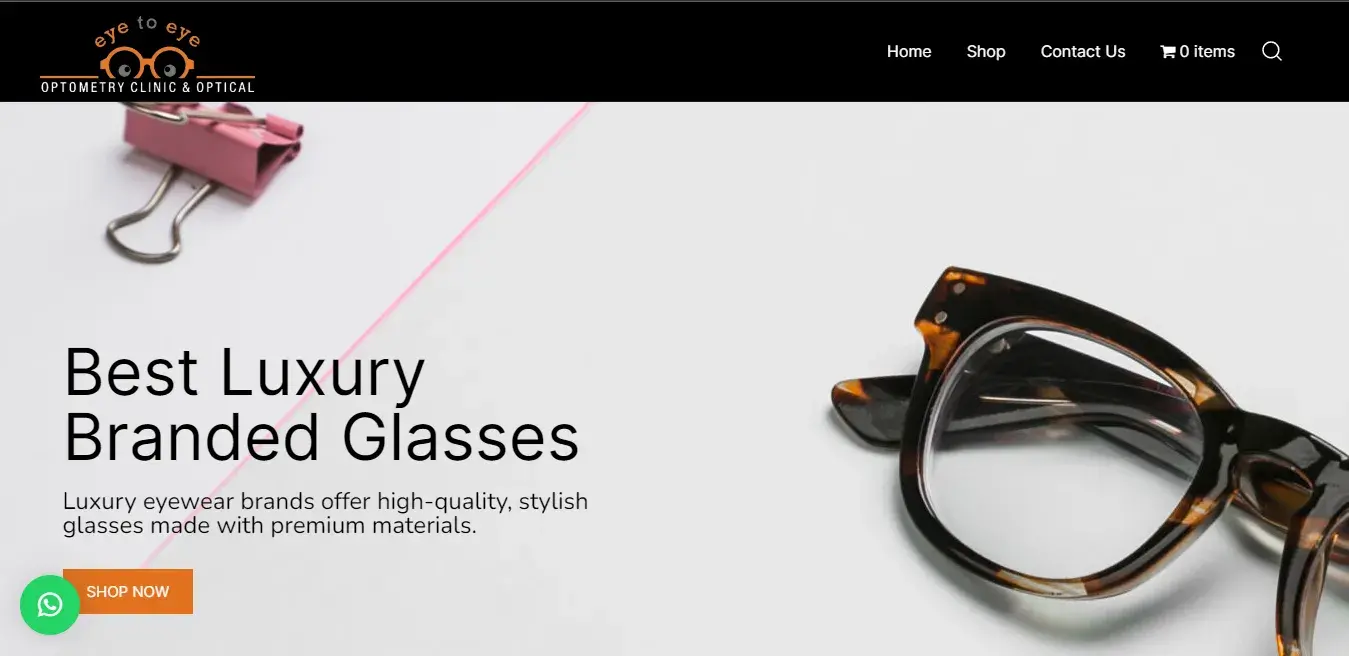 eye to eye
OPTOMETRY CLINIC & OPTICAL
Home
Shop
Contact Us
0 items
Best Luxury
Branded Glasses
Luxury eyewear brands offer high-quality, stylish
glasses made with premium materials.
SHOP NOW